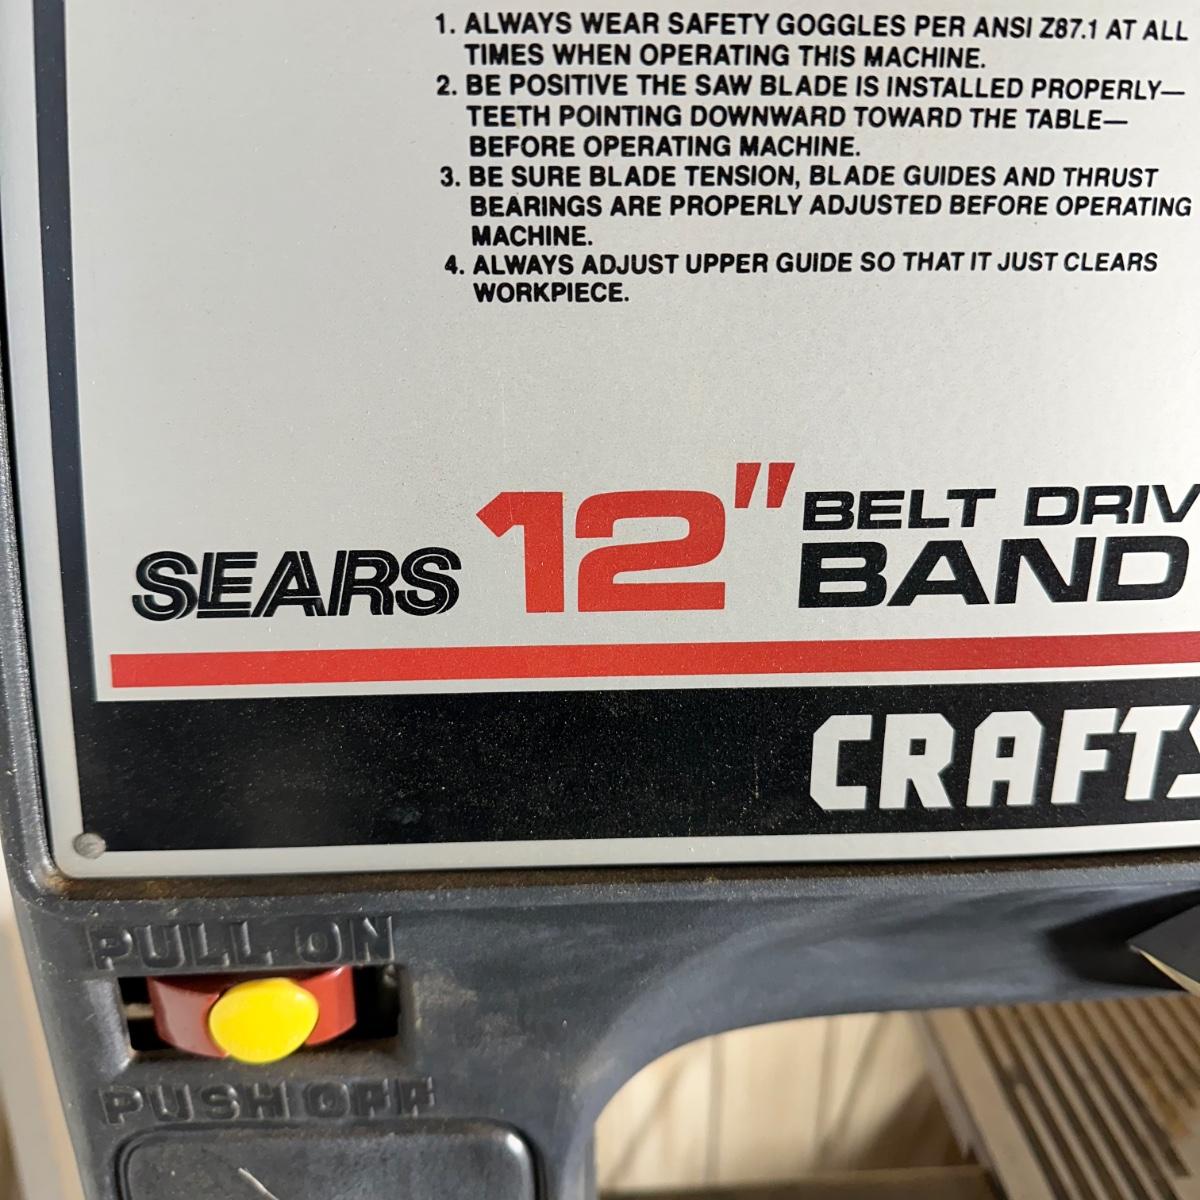 1. ALWAYS WEAR SAFETY GOGGLES PER ANSI Z87.1 AT ALL
TIMES WHEN OPERATING THIS MACHINE.
2. BE POSITIVE THE SAW BLADE IS INSTALLED PROPERLY—
TEETH POINTING DOWNWARD TOWARD THE TABLE—
BEFORE OPERATING MACHINE.
3. BE SURE BLADE TENSION, BLADE GUIDES AND THRUST
BEARINGS ARE PROPERLY ADJUSTED BEFORE OPERATING
MACHINE.
4. ALWAYS ADJUST UPPER GUIDE SO THAT IT JUST CLEARS
WORKPIECE.
SEARS 12" BELT DRIV
BAND
CRAFTS
PULL ON
PUSH OFF